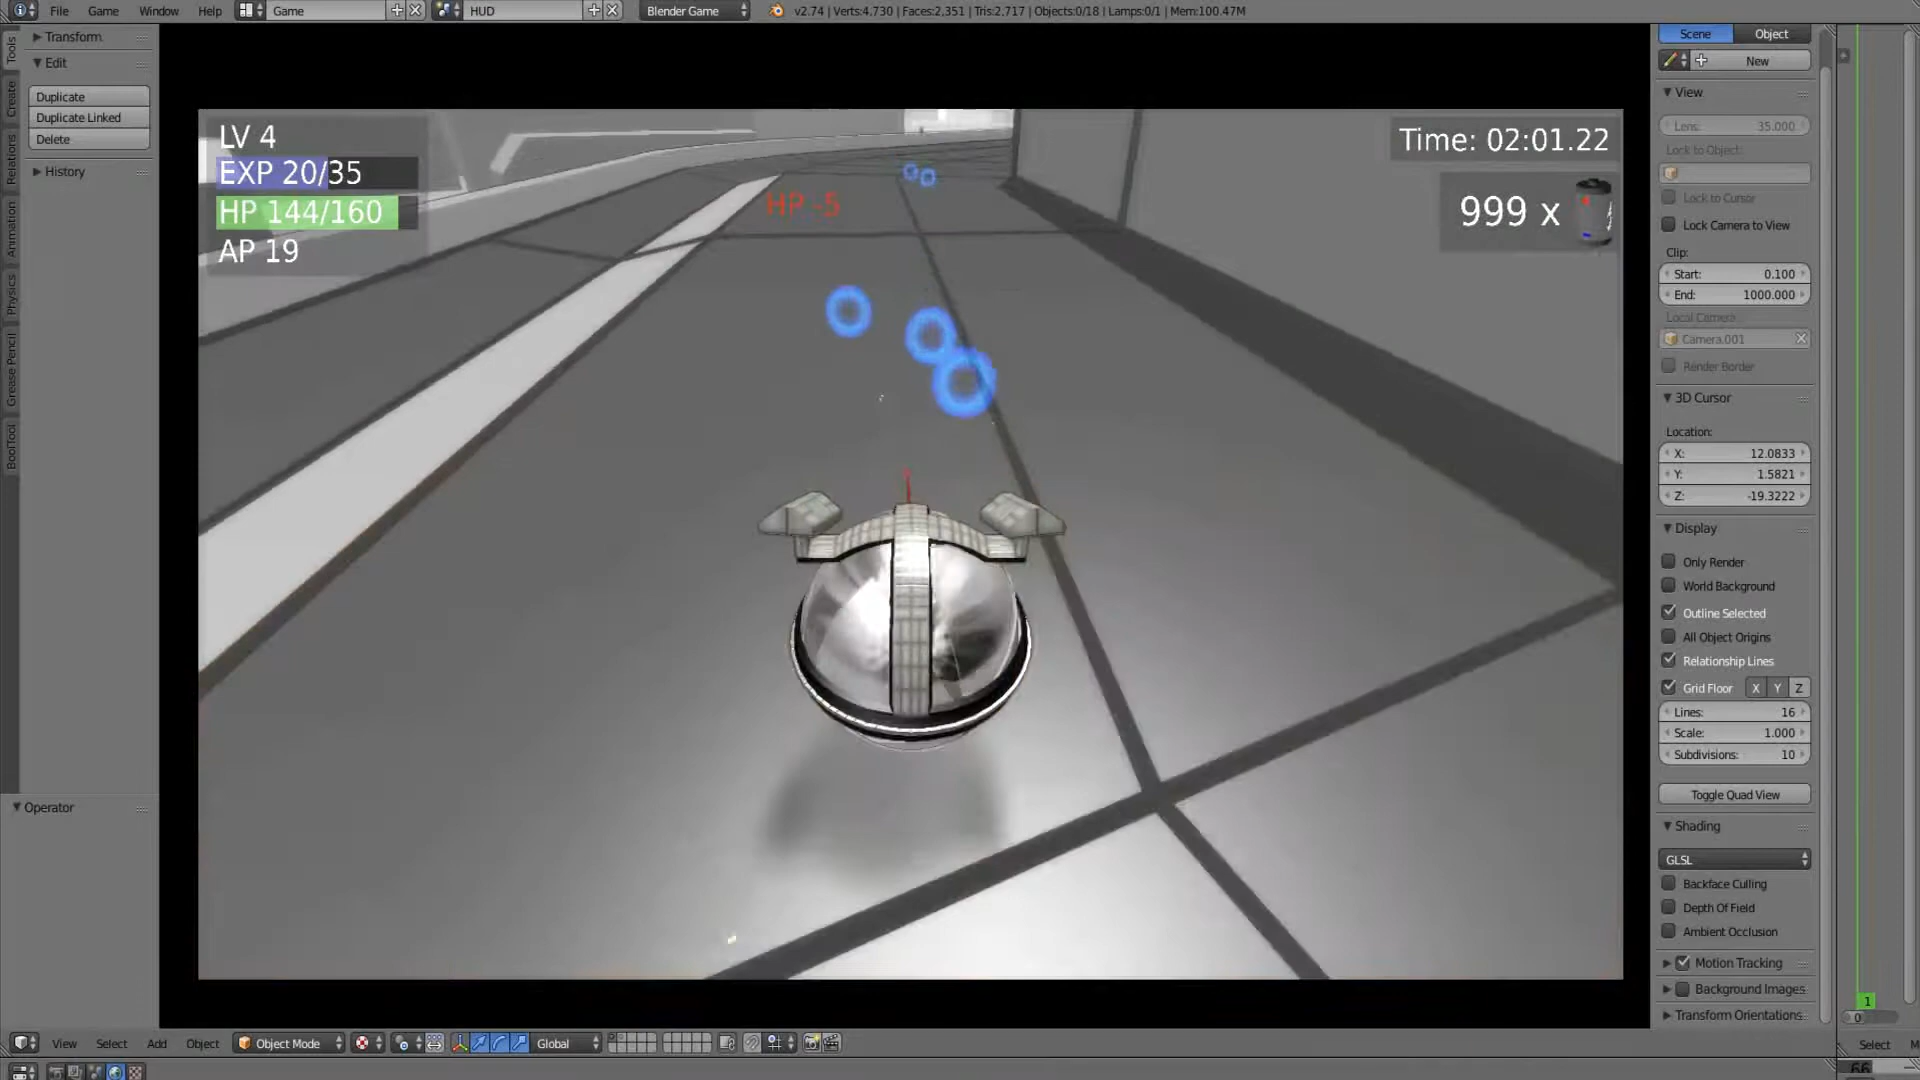 File Game Window Help Game HUD Blender Game v2.74 | Verts:4,730 | Faces:2,351 | Tris:2,717 | Objects:0/18 | Lamps:0/1 | Mem:100.47M
Tools
Create
Relations
Animation
Physics
Grease Pencil
BoolTool
Transform
Edit
Duplicate
Duplicate Linked
Delete
History
Operator
LV 4
EXP 20/35
HP 144/160
AP 19
HP -5
Time: 02:01.22
999 x
Scene Object
New
View
Lens: 35.000
Lock to Object:
Lock to Cursor
Lock Camera to View
Clip:
Start: 0.100
End: 1000.000
Local Camera:
Camera.001
Render Border
3D Cursor
Location:
X: 12.0833
Y: 1.5821
Z: -19.3222
Display
Only Render
World Background
Outline Selected
All Object Origins
Relationship Lines
Grid Floor X Y Z
Lines: 16
Scale: 1.000
Subdivisions: 10
Toggle Quad View
Shading
GLSL
Backface Culling
Depth Of Field
Ambient Occlusion
Motion Tracking
Background Images
Transform Orientations
1
0
View Select Add Object Object Mode Global
Select M
66